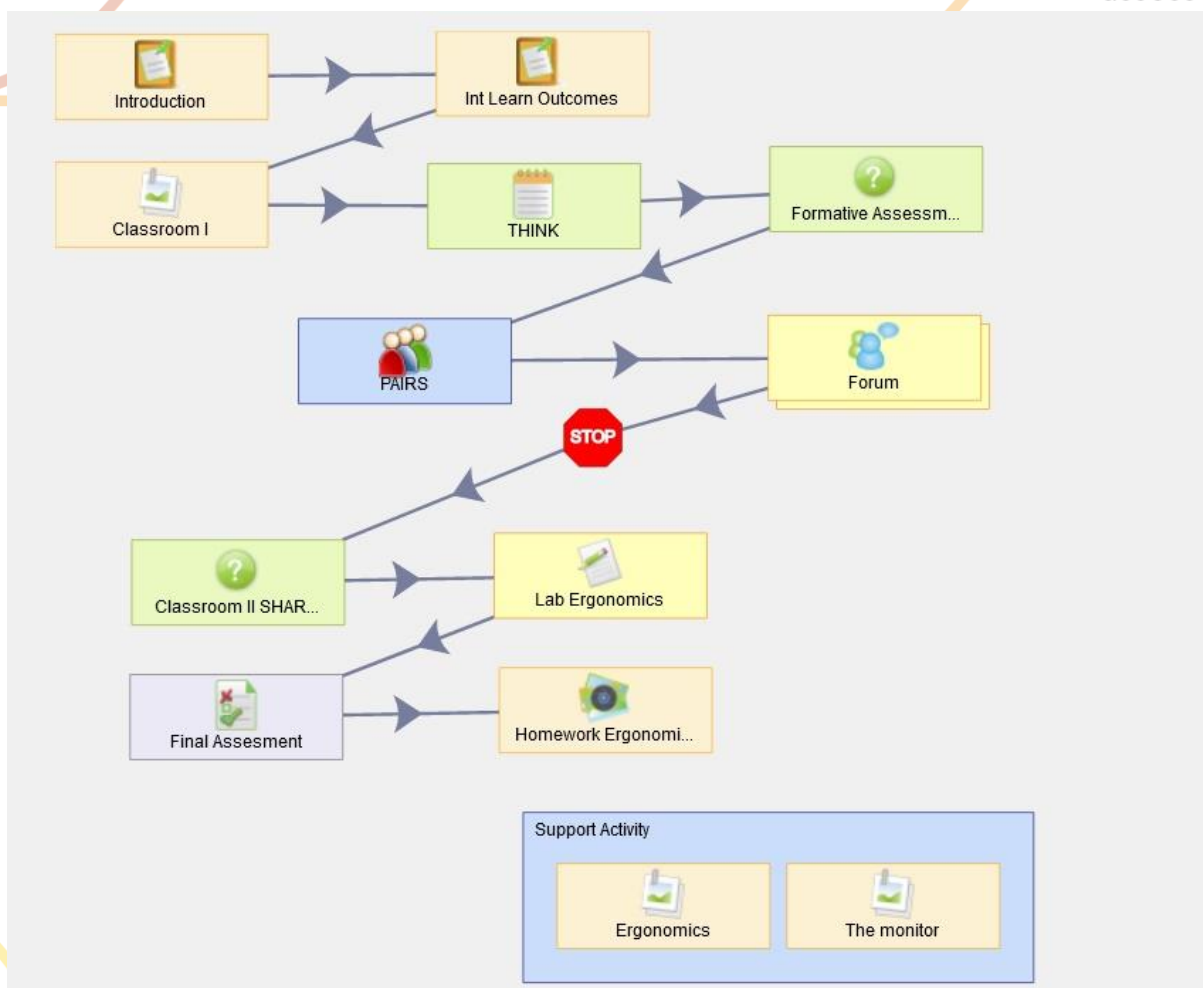 Introduction
Int Learn Outcomes
Classroom I
THINK
Formative Assessm...
PAIRS
Forum
STOP
Classroom II SHAR...
Lab Ergonomics
Final Assesment
Homework Ergonomi...
Support Activity
Ergonomics
The monitor